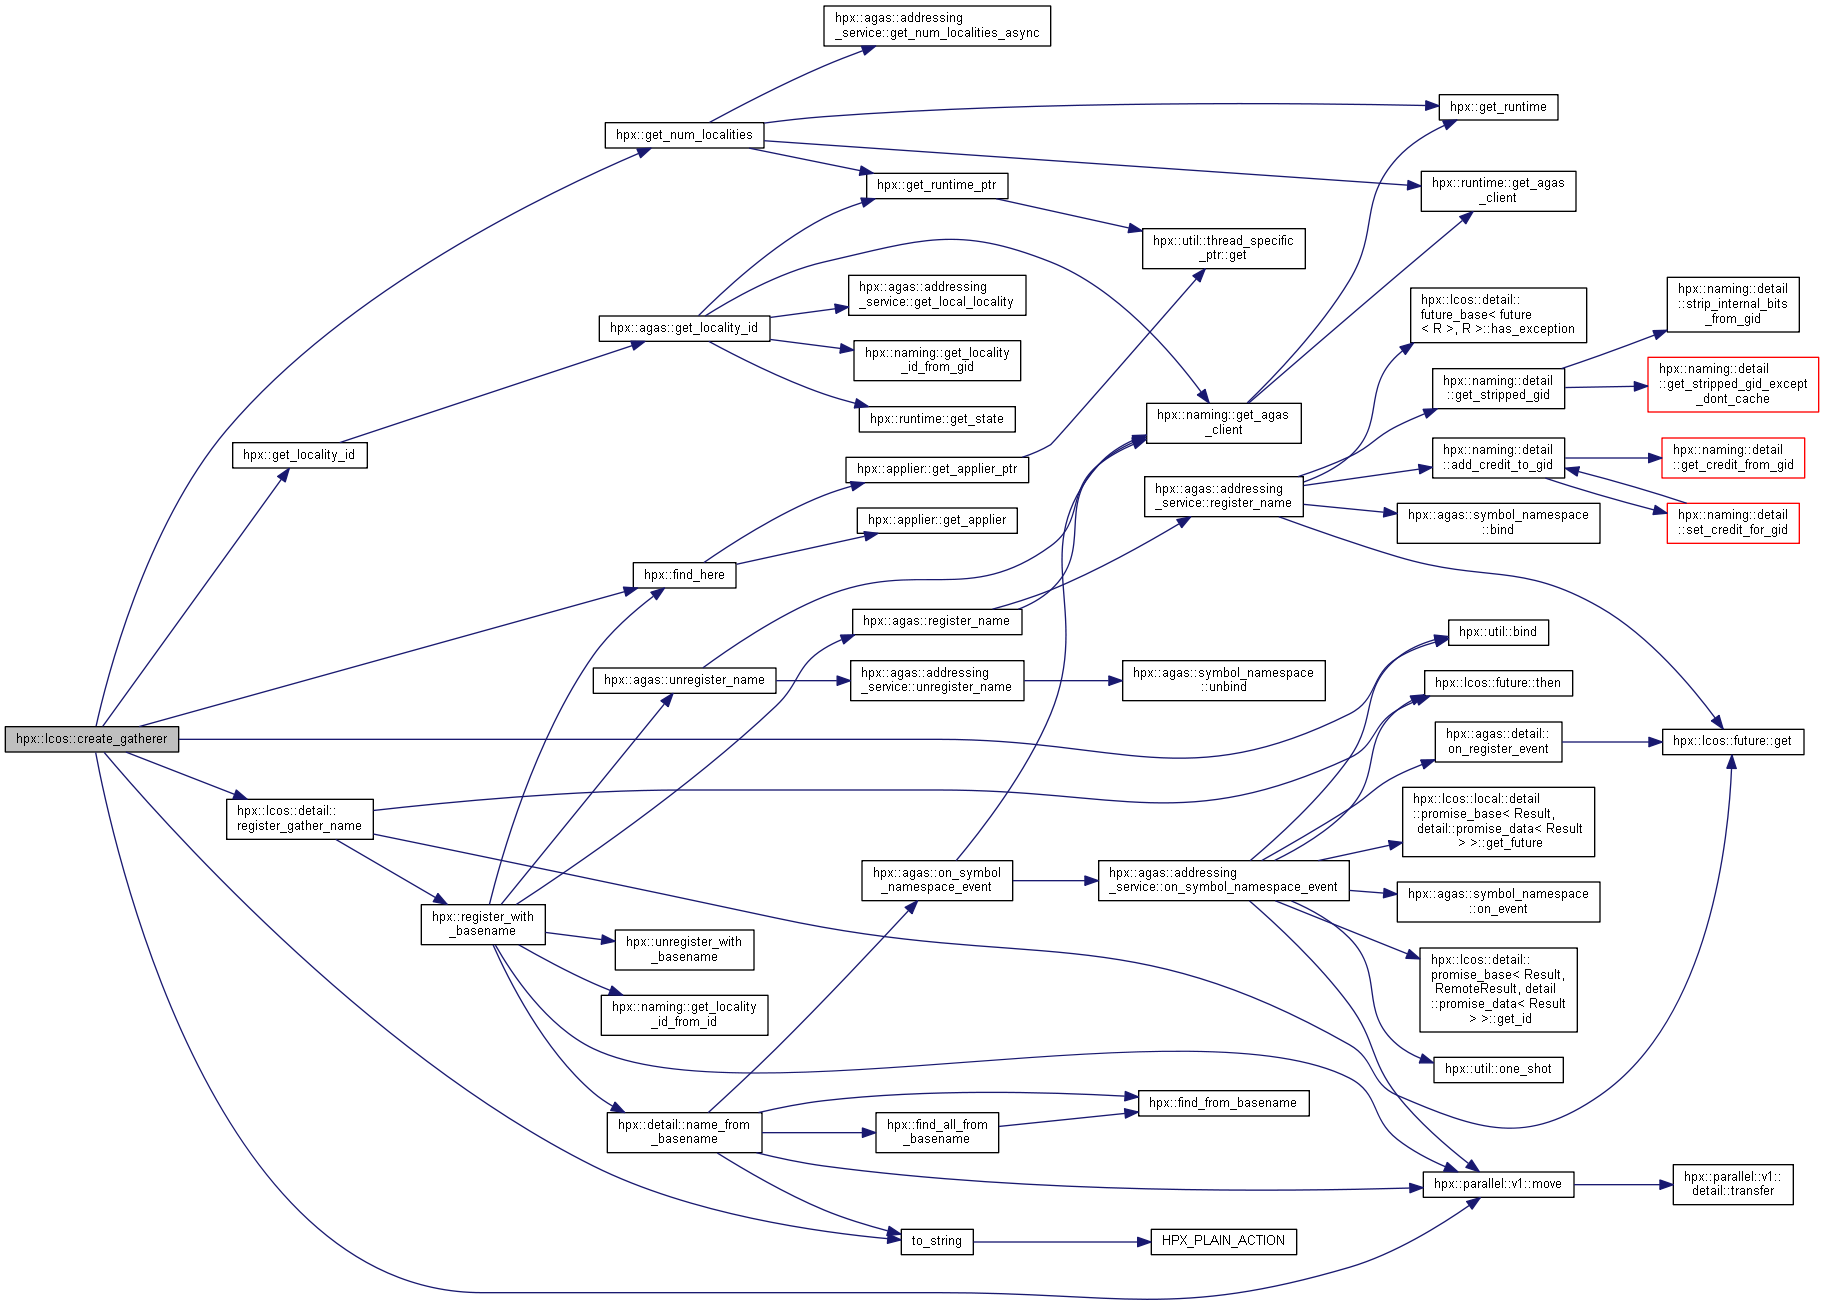 hpx::agas::addressing
_service::get_num_localities_async
hpx::get_runtime
hpx::get_num_localities
hpx::runtime::get_agas
_client
hpx::get_runtime_ptr
hpx::util::thread_specific
_ptr::get
hpx::agas::addressing
_service::get_local_locality
hpx::naming::detail
::strip_internal_bits
_from_gid
hpx::lcos::detail::
future_base< future
< R >, R >::has_exception
hpx::agas::get_locality_id
hpx::naming::get_locality
_id_from_gid
hpx::naming::detail
::get_stripped_gid_except
_dont_cache
hpx::naming::detail
::get_stripped_gid
hpx::runtime::get_state
hpx::naming::get_agas
_client
hpx::get_locality_id
hpx::applier::get_applier_ptr
hpx::naming::detail
::add_credit_to_gid
hpx::naming::detail
::get_credit_from_gid
hpx::agas::addressing
_service::register_name
hpx::applier::get_applier
hpx::agas::symbol_namespace
::bind
hpx::naming::detail
::set_credit_for_gid
hpx::find_here
hpx::agas::register_name
hpx::util::bind
hpx::agas::unregister_name
hpx::agas::addressing
_service::unregister_name
hpx::agas::symbol_namespace
::unbind
hpx::lcos::future::then
hpx::lcos::create_gatherer
hpx::agas::detail::
on_register_event
hpx::lcos::future::get
hpx::lcos::detail::
register_gather_name
hpx::lcos::local::detail
::promise_base< Result,
detail::promise_data< Result
> >::get_future
hpx::agas::on_symbol
_namespace_event
hpx::agas::addressing
_service::on_symbol_namespace_event
hpx::agas::symbol_namespace
::on_event
hpx::register_with
_basename
hpx::unregister_with
_basename
hpx::lcos::detail::
promise_base< Result,
RemoteResult, detail
::promise_data< Result
> >::get_id
hpx::naming::get_locality
_id_from_id
hpx::util::one_shot
hpx::find_from_basename
hpx::detail::name_from
_basename
hpx::find_all_from
_basename
hpx::parallel::v1::move
hpx::parallel::v1::
detail::transfer
to_string
HPX_PLAIN_ACTION